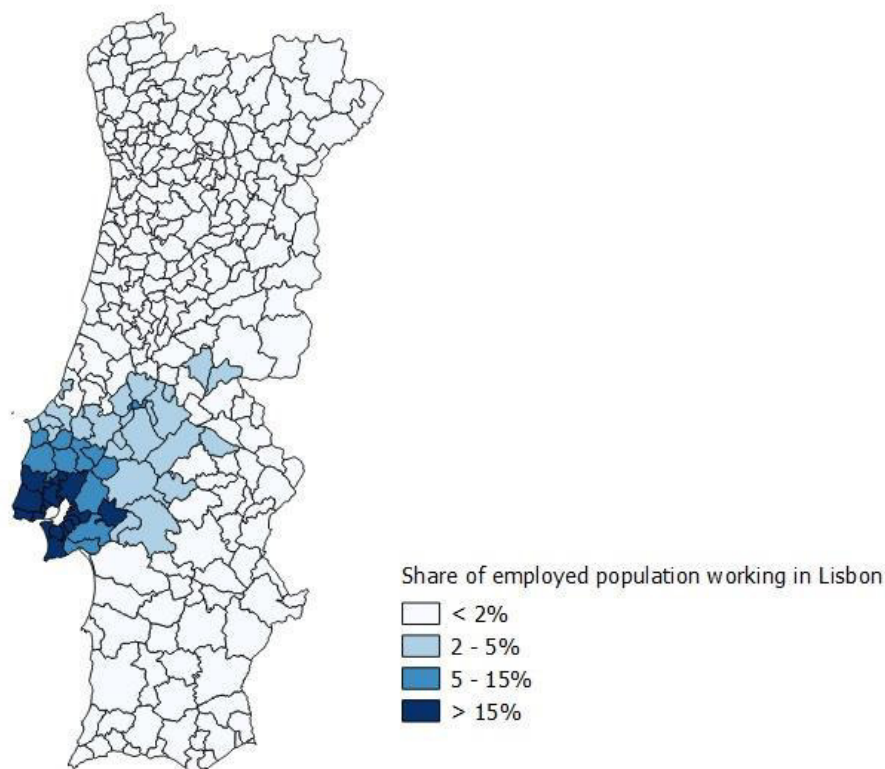 Share of employed population working in Lisbon
< 2%
2 - 5%
5 - 15%
> 15%